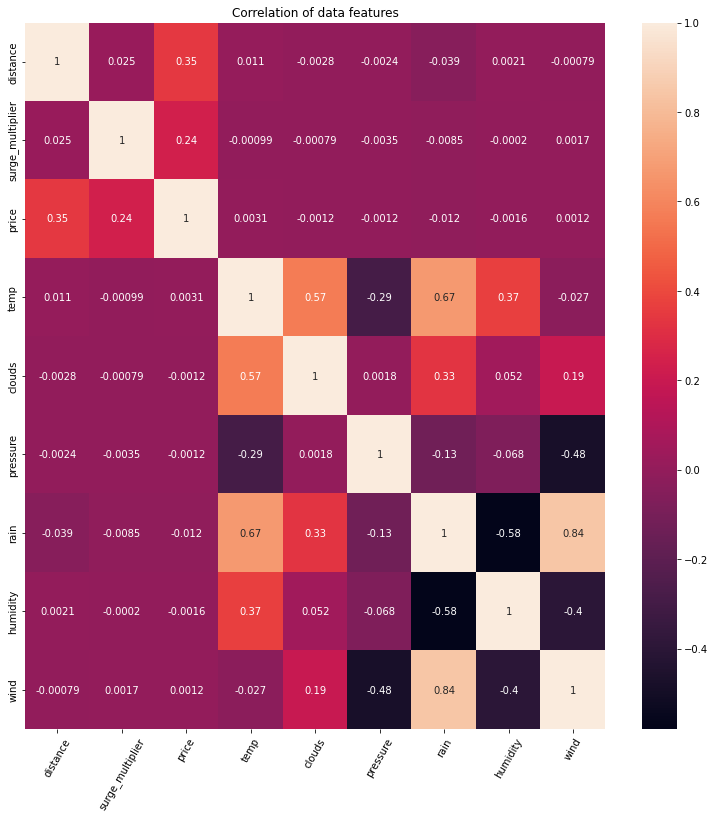 Correlation of data features
distance 1 0.025 0.35 0.011 -0.0028 -0.0024 -0.039 0.0021 -0.00079
surge_multiplier 0.025 1 0.24 -0.00099 -0.00079 -0.0035 -0.0085 -0.0002 0.0017
price 0.35 0.24 1 0.0031 -0.0012 -0.0012 -0.012 -0.0016 0.0012
temp 0.011 -0.00099 0.0031 1 0.57 -0.29 0.67 0.37 -0.027
clouds -0.0028 -0.00079 -0.0012 0.57 1 0.0018 0.33 0.052 0.19
pressure -0.0024 -0.0035 -0.0012 -0.29 0.0018 1 -0.13 -0.068 -0.48
rain -0.039 -0.0085 -0.012 0.67 0.33 -0.13 1 -0.58 0.84
humidity 0.0021 -0.0002 -0.0016 0.37 0.052 -0.068 -0.58 1 -0.4
wind -0.00079 0.0017 0.0012 -0.027 0.19 -0.48 0.84 -0.4 1
distance surge_multiplier price temp clouds pressure rain humidity wind
1.0
0.8
0.6
0.4
0.2
0.0
−0.2
−0.4